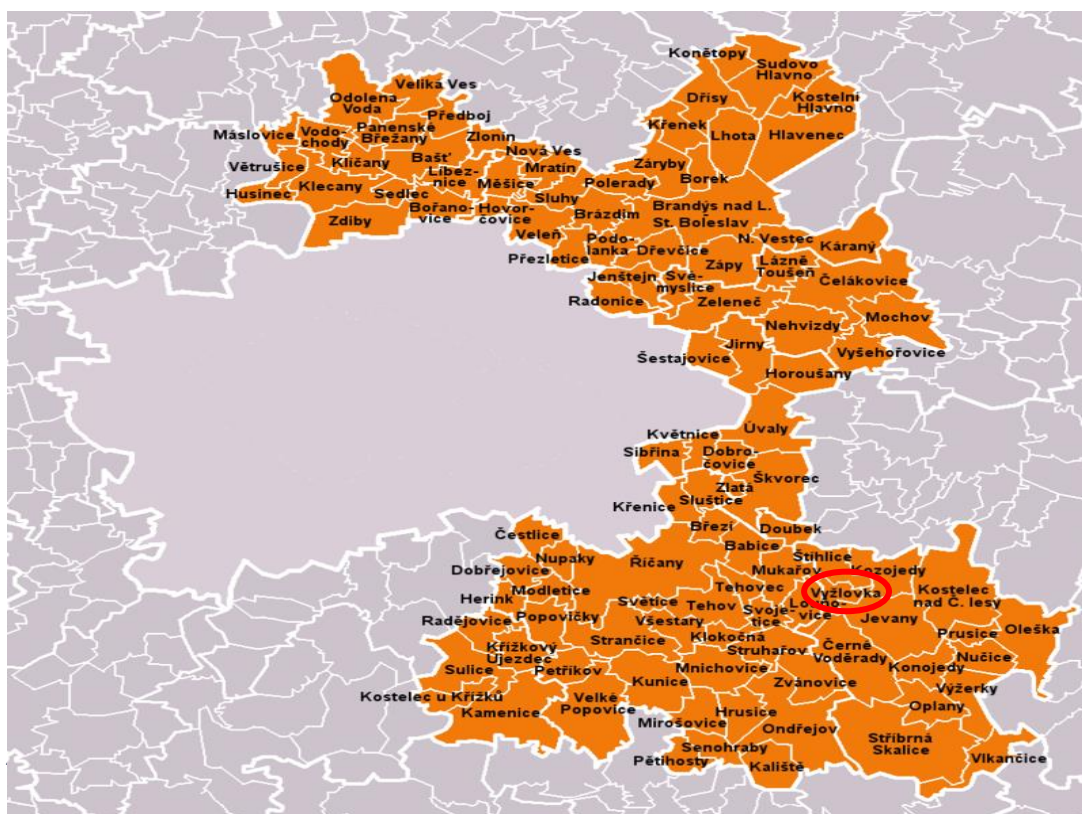 Konětopy
Sudovo
Hlavno
Velika Ves
Odolena
Voda
Dřísy
Kostelní
Hlavno
Předboj
Křenek
Panenské
Břežany
Máslovice
Vodo-
chody
Zlonín
Lhota
Hlavenec
Nová Ves
Bašť
Větrušice
Klíčany
Mratín
Záryby
Líbez-
nice
Měšice
Polerady
Borek
Husinec
Klecany
Sedlec
Sluhy
Bořano-
vice
Hovor-
čovice
Brázdim
Brandýs nad L.
St. Boleslav
Zdiby
Veleň
Podo-
lanka
Dřevčice
N. Vestec
Káraný
Přezletice
Zápy
Lázně
Toušeň
Jenštejn
Své-
myslice
Čelákovice
Radonice
Zeleneč
Mochov
Nehvizdy
Jirny
Šestajovice
Vyšehořovice
Horoušany
Úvaly
Květnice
Sibřina
Dobro-
čovice
Škvorec
Zlatá
Sluštice
Křenice
Březí
Doubek
Čestlice
Babice
Nupaky
Říčany
Štíhlice
Dobřejovice
Mukařov
Kozojedy
Modletice
Tehovec
Vyžlovka
Kostelec
nad Č. lesy
Herink
Světice
Tehov
Svoje-
tice
Louňo-
vice
Popovičky
Radějovice
Všestary
Jevany
Oleška
Strančice
Klokočná
Prusice
Křížkový
Újezdec
Struhařov
Černé
Voděrady
Nučice
Sulice
Petříkov
Mnichovice
Konojedy
Kunice
Zvánovice
Výžerky
Kostelec u Křížků
Velké
Popovice
Oplany
Kamenice
Hrusice
Mirošovice
Ondřejov
Stříbrná
Skalice
Senohraby
Pětihosty
Kaliště
Vlkančice